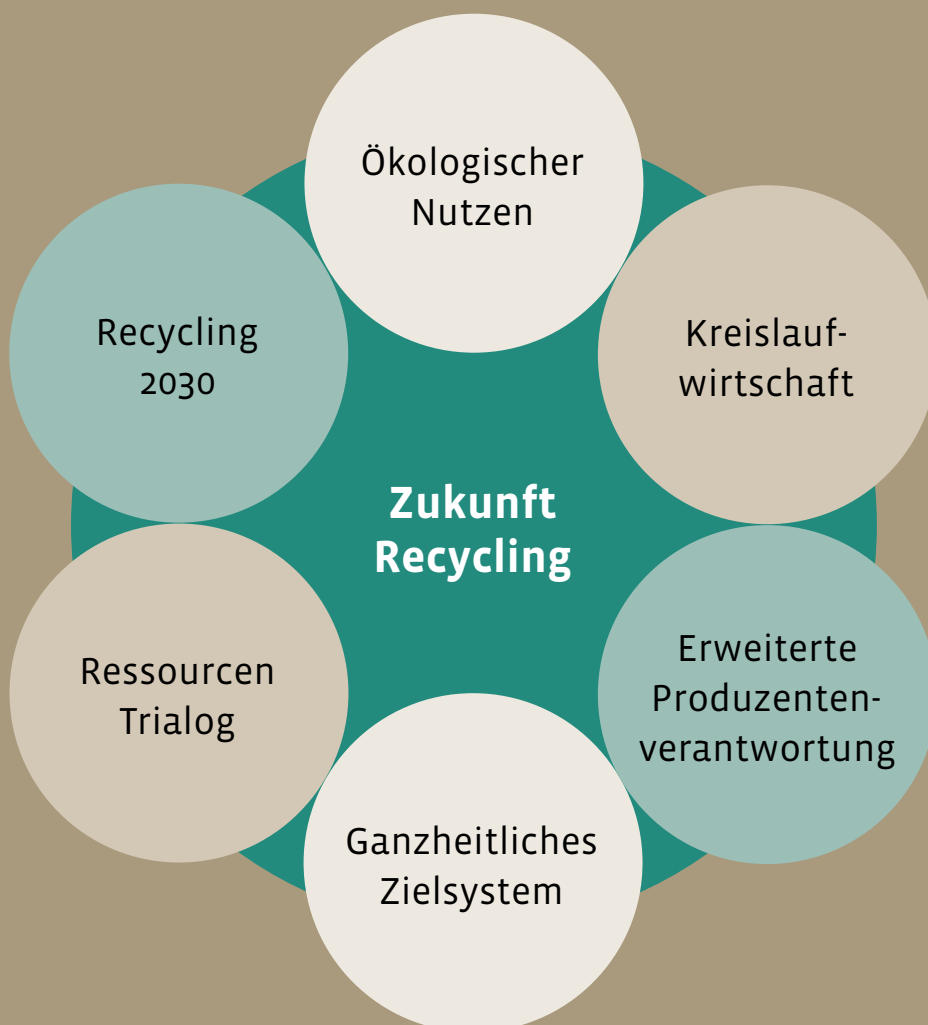 Ökologischer
Nutzen
Recycling
2030
Kreislauf-
wirtschaft
Zukunft
Recycling
Ressourcen
Trialog
Erweiterte
Produzenten-
verantwortung
Ganzheitliches
Zielsystem